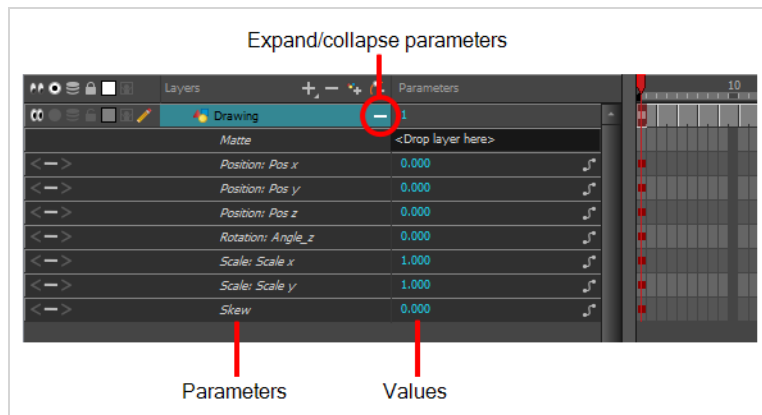 Expand/collapse parameters
Layers Parameters 10
Drawing 1
Matte <Drop layer here>
Position: Pos x 0.000
Position: Pos y 0.000
Position: Pos z 0.000
Rotation: Angle_z 0.000
Scale: Scale x 1.000
Scale: Scale y 1.000
Skew 0.000
Parameters Values